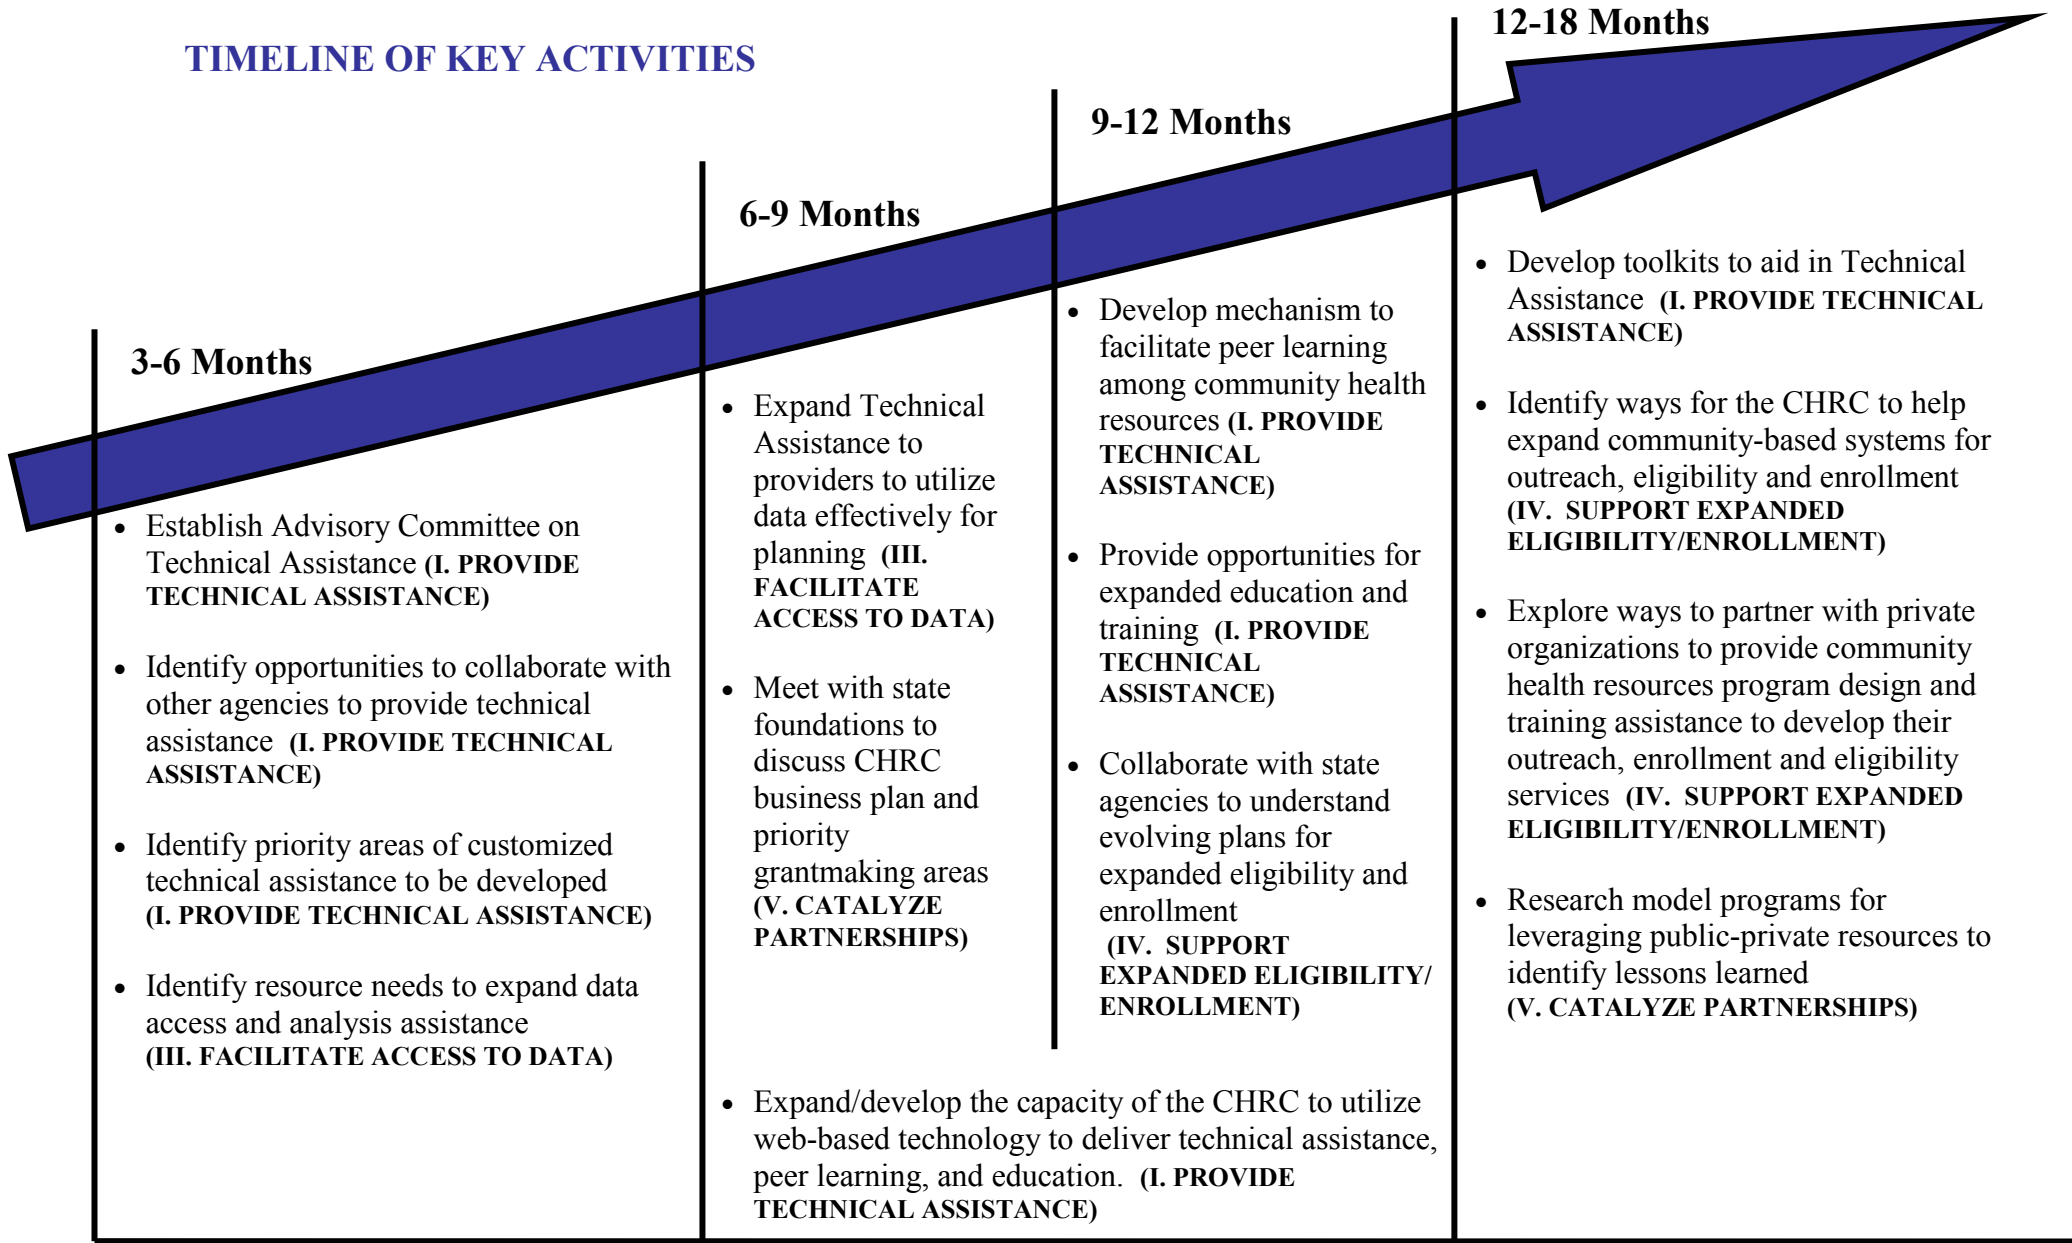 TIMELINE OF KEY ACTIVITIES
3-6 Months
• Establish Advisory Committee on
Technical Assistance (I. PROVIDE
TECHNICAL ASSISTANCE)
• Identify opportunities to collaborate with
other agencies to provide technical
assistance (I. PROVIDE TECHNICAL
ASSISTANCE)
• Identify priority areas of customized
technical assistance to be developed
(I. PROVIDE TECHNICAL ASSISTANCE)
• Identify resource needs to expand data
access and analysis assistance
(III. FACILITATE ACCESS TO DATA)
6-9 Months
• Expand Technical
Assistance to
providers to utilize
data effectively for
planning (III.
FACILITATE
ACCESS TO DATA)
• Meet with state
foundations to
discuss CHRC
business plan and
priority
grantmaking areas
(V. CATALYZE
PARTNERSHIPS)
9-12 Months
• Develop mechanism to
facilitate peer learning
among community health
resources (I. PROVIDE
TECHNICAL
ASSISTANCE)
• Provide opportunities for
expanded education and
training (I. PROVIDE
TECHNICAL
ASSISTANCE)
• Collaborate with state
agencies to understand
evolving plans for
expanded eligibility and
enrollment
(IV. SUPPORT
EXPANDED ELIGIBILITY/
ENROLLMENT)
• Expand/develop the capacity of the CHRC to utilize
web-based technology to deliver technical assistance,
peer learning, and education. (I. PROVIDE
TECHNICAL ASSISTANCE)
12-18 Months
• Develop toolkits to aid in Technical
Assistance (I. PROVIDE TECHNICAL
ASSISTANCE)
• Identify ways for the CHRC to help
expand community-based systems for
outreach, eligibility and enrollment
(IV. SUPPORT EXPANDED
ELIGIBILITY/ENROLLMENT)
• Explore ways to partner with private
organizations to provide community
health resources program design and
training assistance to develop their
outreach, enrollment and eligibility
services (IV. SUPPORT EXPANDED
ELIGIBILITY/ENROLLMENT)
• Research model programs for
leveraging public-private resources to
identify lessons learned
(V. CATALYZE PARTNERSHIPS)